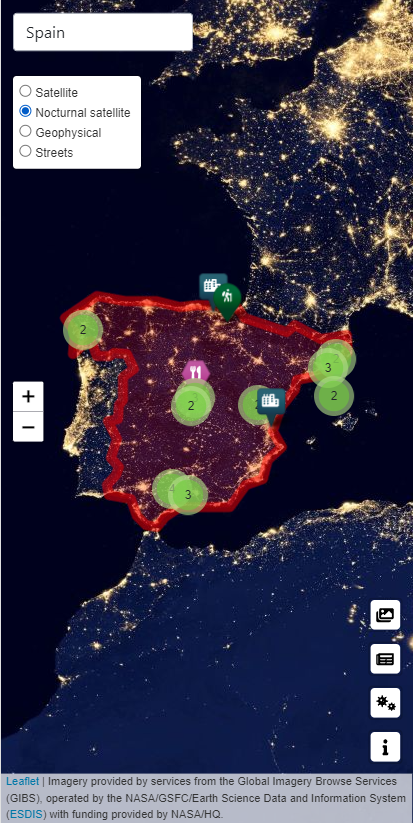 Spain
Satellite
Nocturnal satellite
Geophysical
Streets
2
3
2
2
2
3
+
−
Leaflet | Imagery provided by services from the Global Imagery Browse Services
(GIBS), operated by the NASA/GSFC/Earth Science Data and Information System
(ESDIS) with funding provided by NASA/HQ.